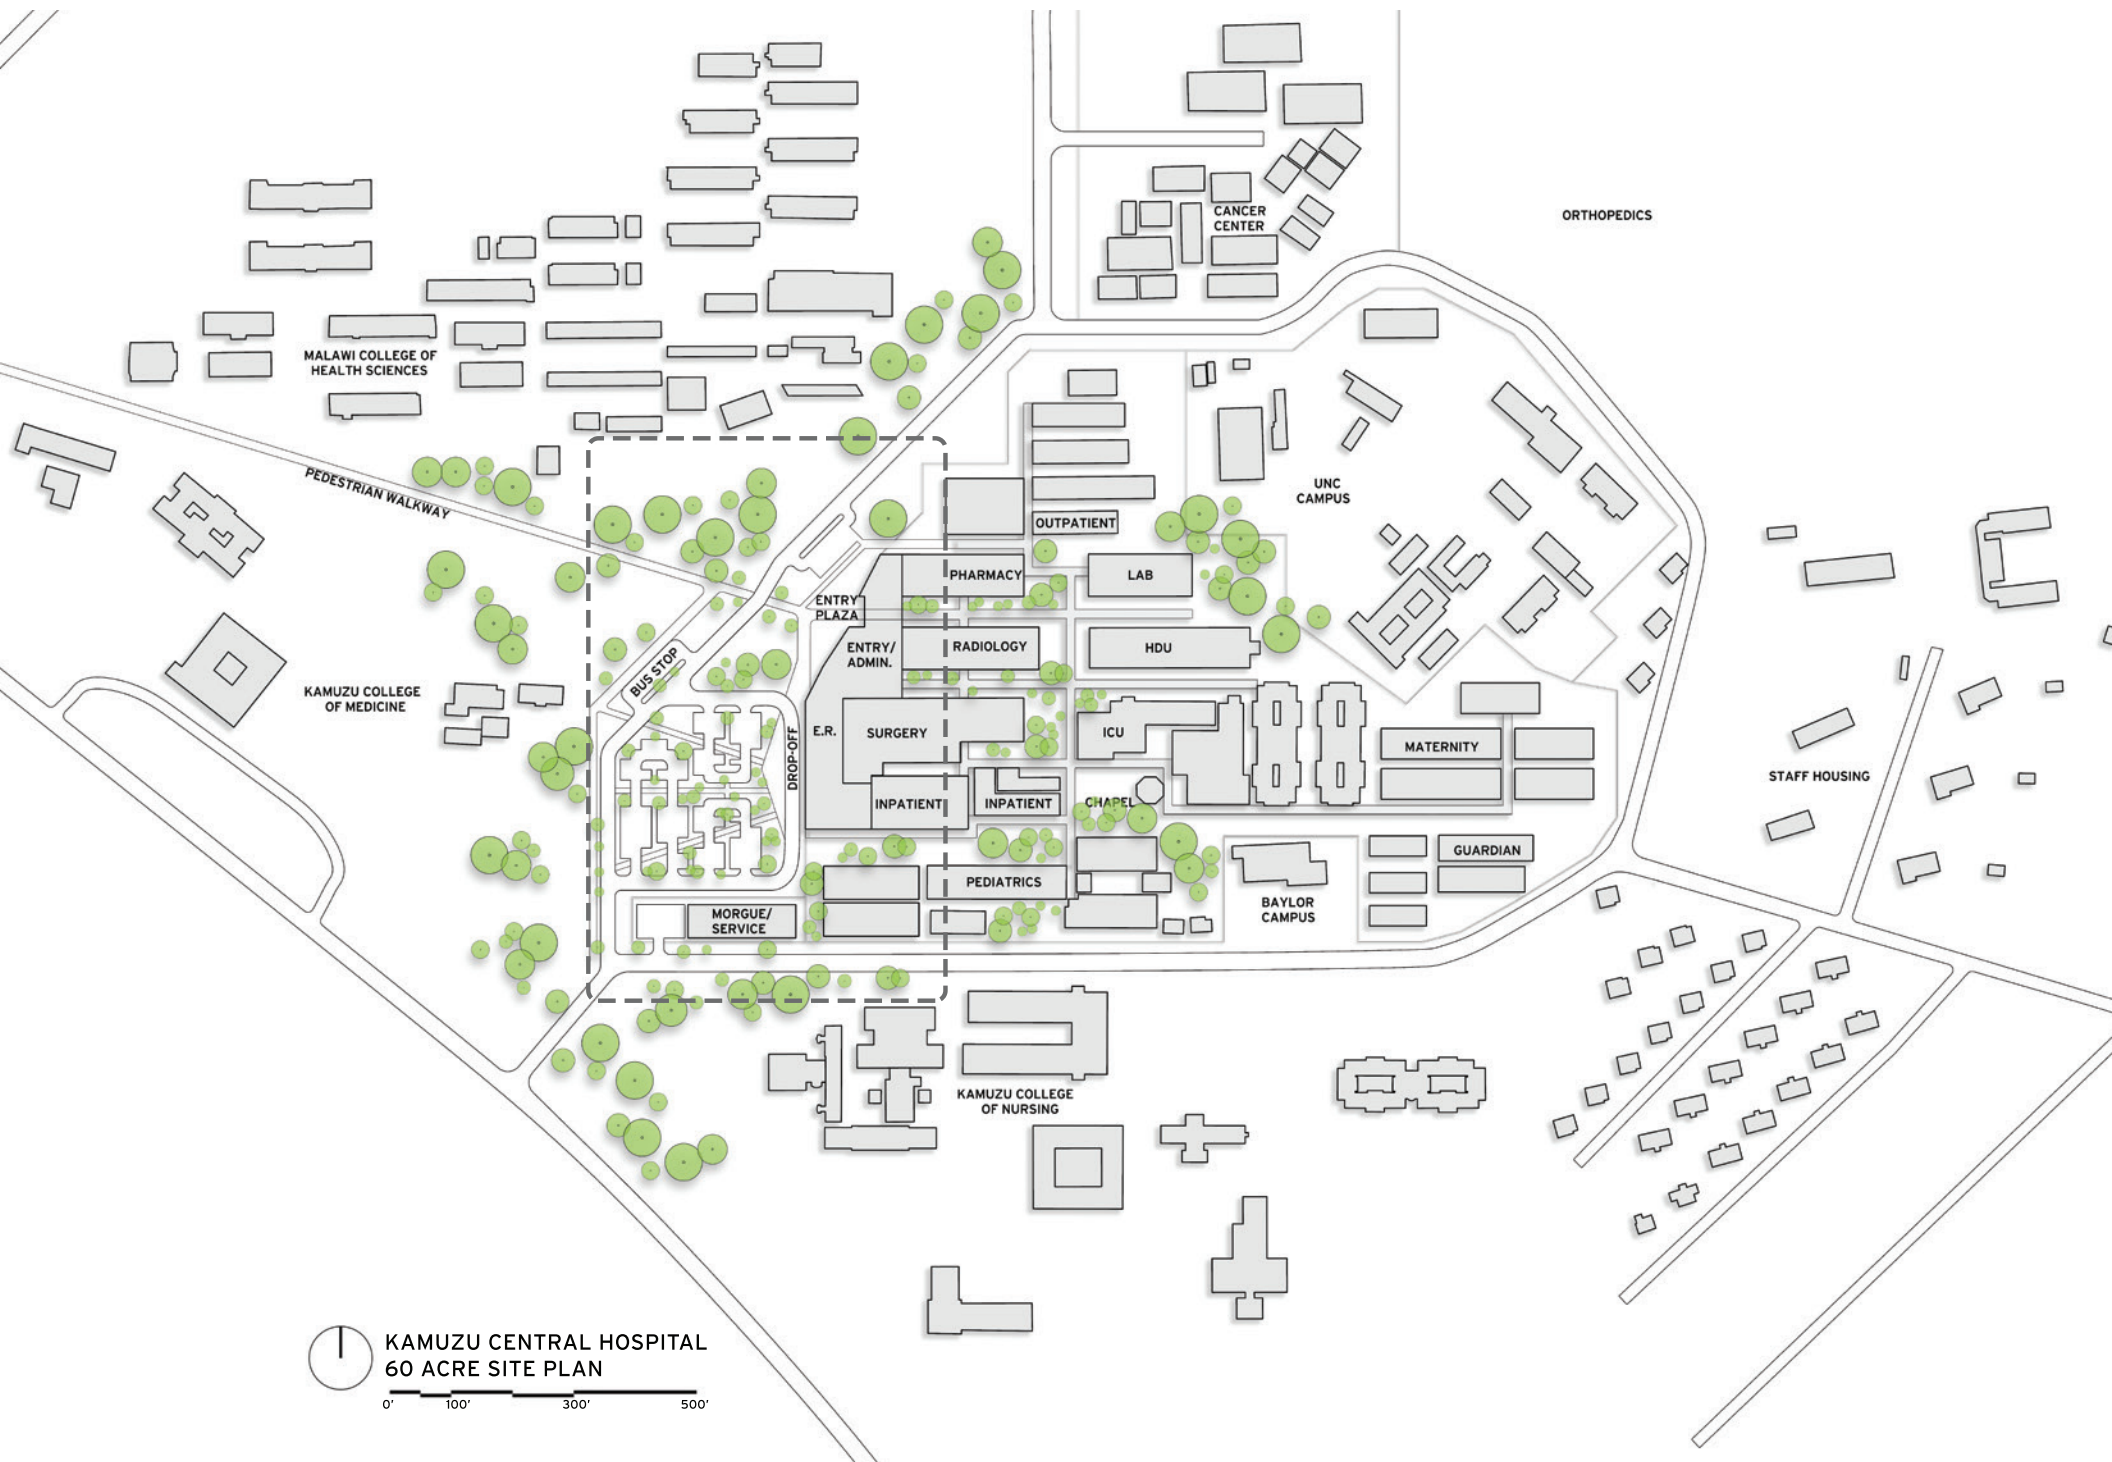 CANCER
CENTER
ORTHOPEDICS
MALAWI COLLEGE OF
HEALTH SCIENCES
PEDESTRIAN WALKWAY
UNC
CAMPUS
OUTPATIENT
PHARMACY
LAB
ENTRY
PLAZA
ENTRY/
ADMIN.
RADIOLOGY
HDU
BUS STOP
KAMUZU COLLEGE
OF MEDICINE
E.R.
SURGERY
ICU
MATERNITY
DROP-OFF
STAFF HOUSING
INPATIENT
INPATIENT
CHAPEL
GUARDIAN
PEDIATRICS
MORGUE/
SERVICE
BAYLOR
CAMPUS
KAMUZU COLLEGE
OF NURSING
KAMUZU CENTRAL HOSPITAL
60 ACRE SITE PLAN
0' 100' 300' 500'